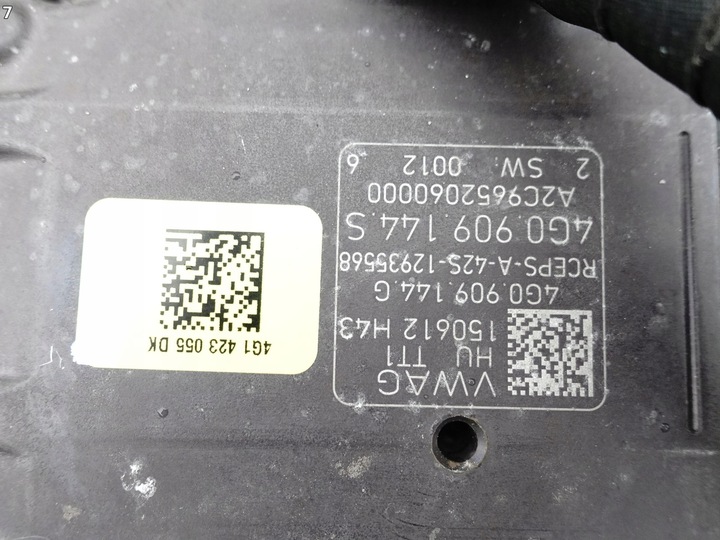 7
VWAG
HU TT1
150612 H43
4G0.909.144.G
RCEPS-A-42S-12935568
4G0.909.144.S
A2C9652060000
2 SW: 0012 6
4G1 423 055 DK